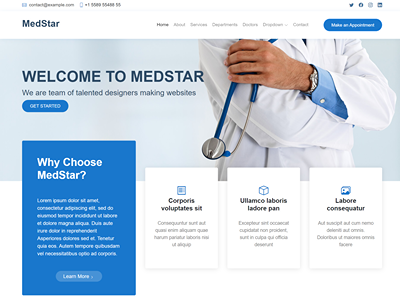 contact@example.com +1 5589 55488 55
MedStar
Home About Services Departments Doctors Dropdown Contact
Make an Appointment
WELCOME TO MEDSTAR
We are team of talented designers making websites
GET STARTED
Why Choose
MedStar?
Lorem ipsum dolor sit amet,
consectetur adipiscing elit, sed do
eiusmod tempor incididunt ut labore et
dolore magna aliqua. Duis aute irure
dolor in reprehenderit
Asperiores dolores sed et. Tenetur
quia eos. Autem tempore quibusdam
vel necessitatibus optio ad corporis.
Learn More
Corporis
voluptates sit
Consequuntur sunt aut
quasi enim aliquam quae
harum pariatur laboris nisi
ut aliquip
Ullamco laboris
ladore pan
Excepteur sint occaecat
cupidatat non proident,
sunt in culpa qui officia
deserunt
Labore
consequatur
Aut suscipit aut cum nemo
deleniti aut omnis.
Doloribus ut maiores omnis
facere